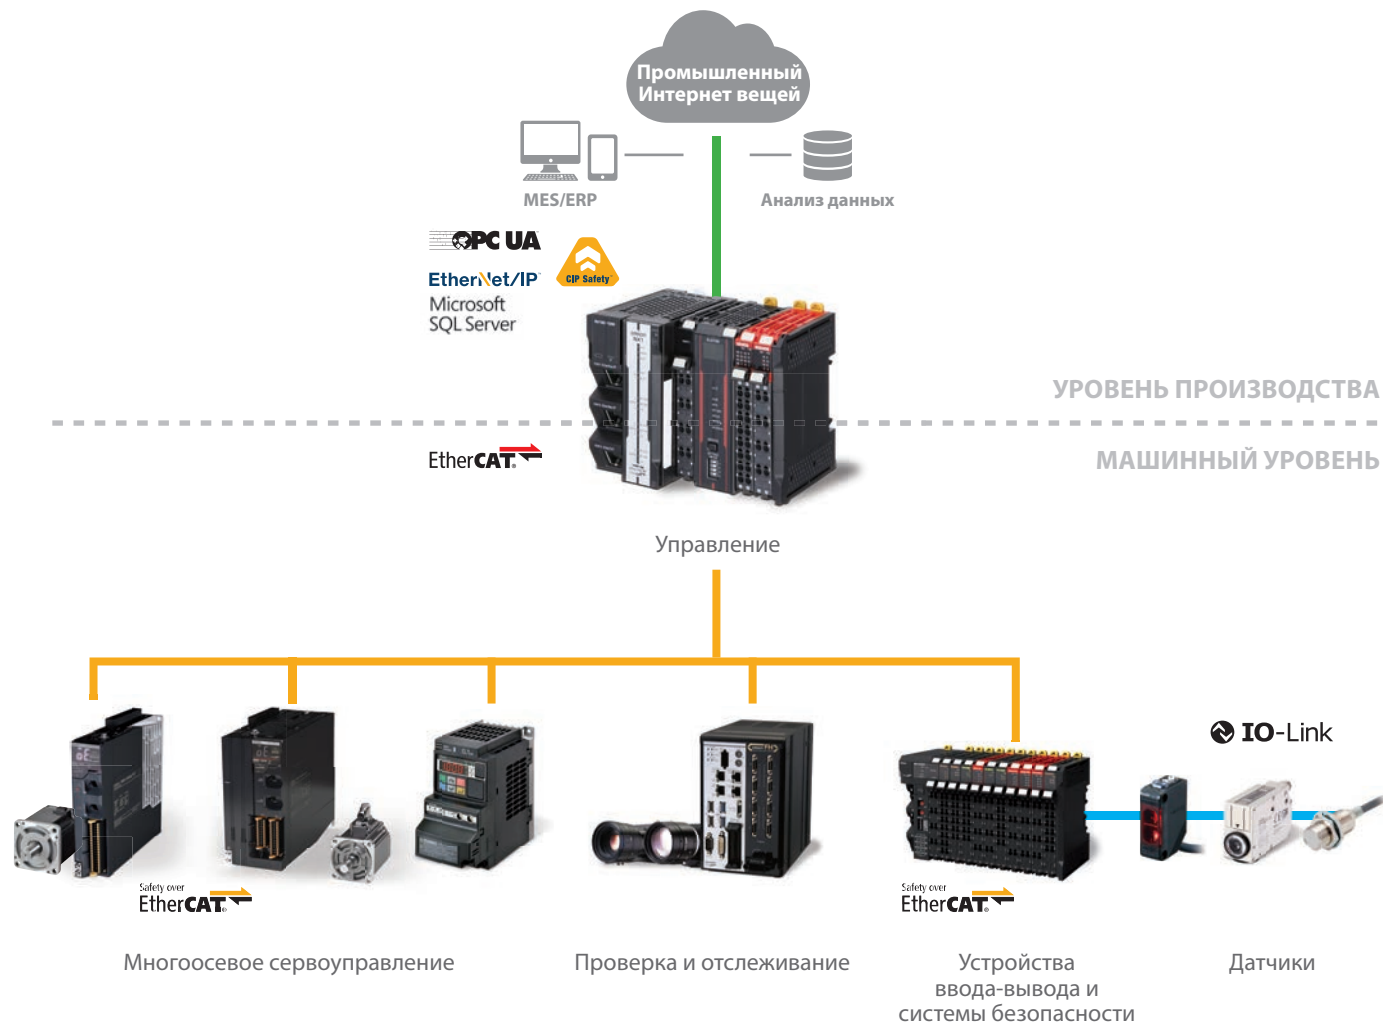 Промышленный
Интернет вещей
MES/ERP
Анализ данных
OPC UA
EtherNet/IP
CIP Safety
Microsoft
SQL Server
УРОВЕНЬ ПРОИЗВОДСТВА
EtherCAT
МАШИННЫЙ УРОВЕНЬ
Управление
IO-Link
Safety over
EtherCAT
Safety over
EtherCAT
Многоосевое сервоуправление
Проверка и отслеживание
Устройства
ввода-вывода и
системы безопасности
Датчики